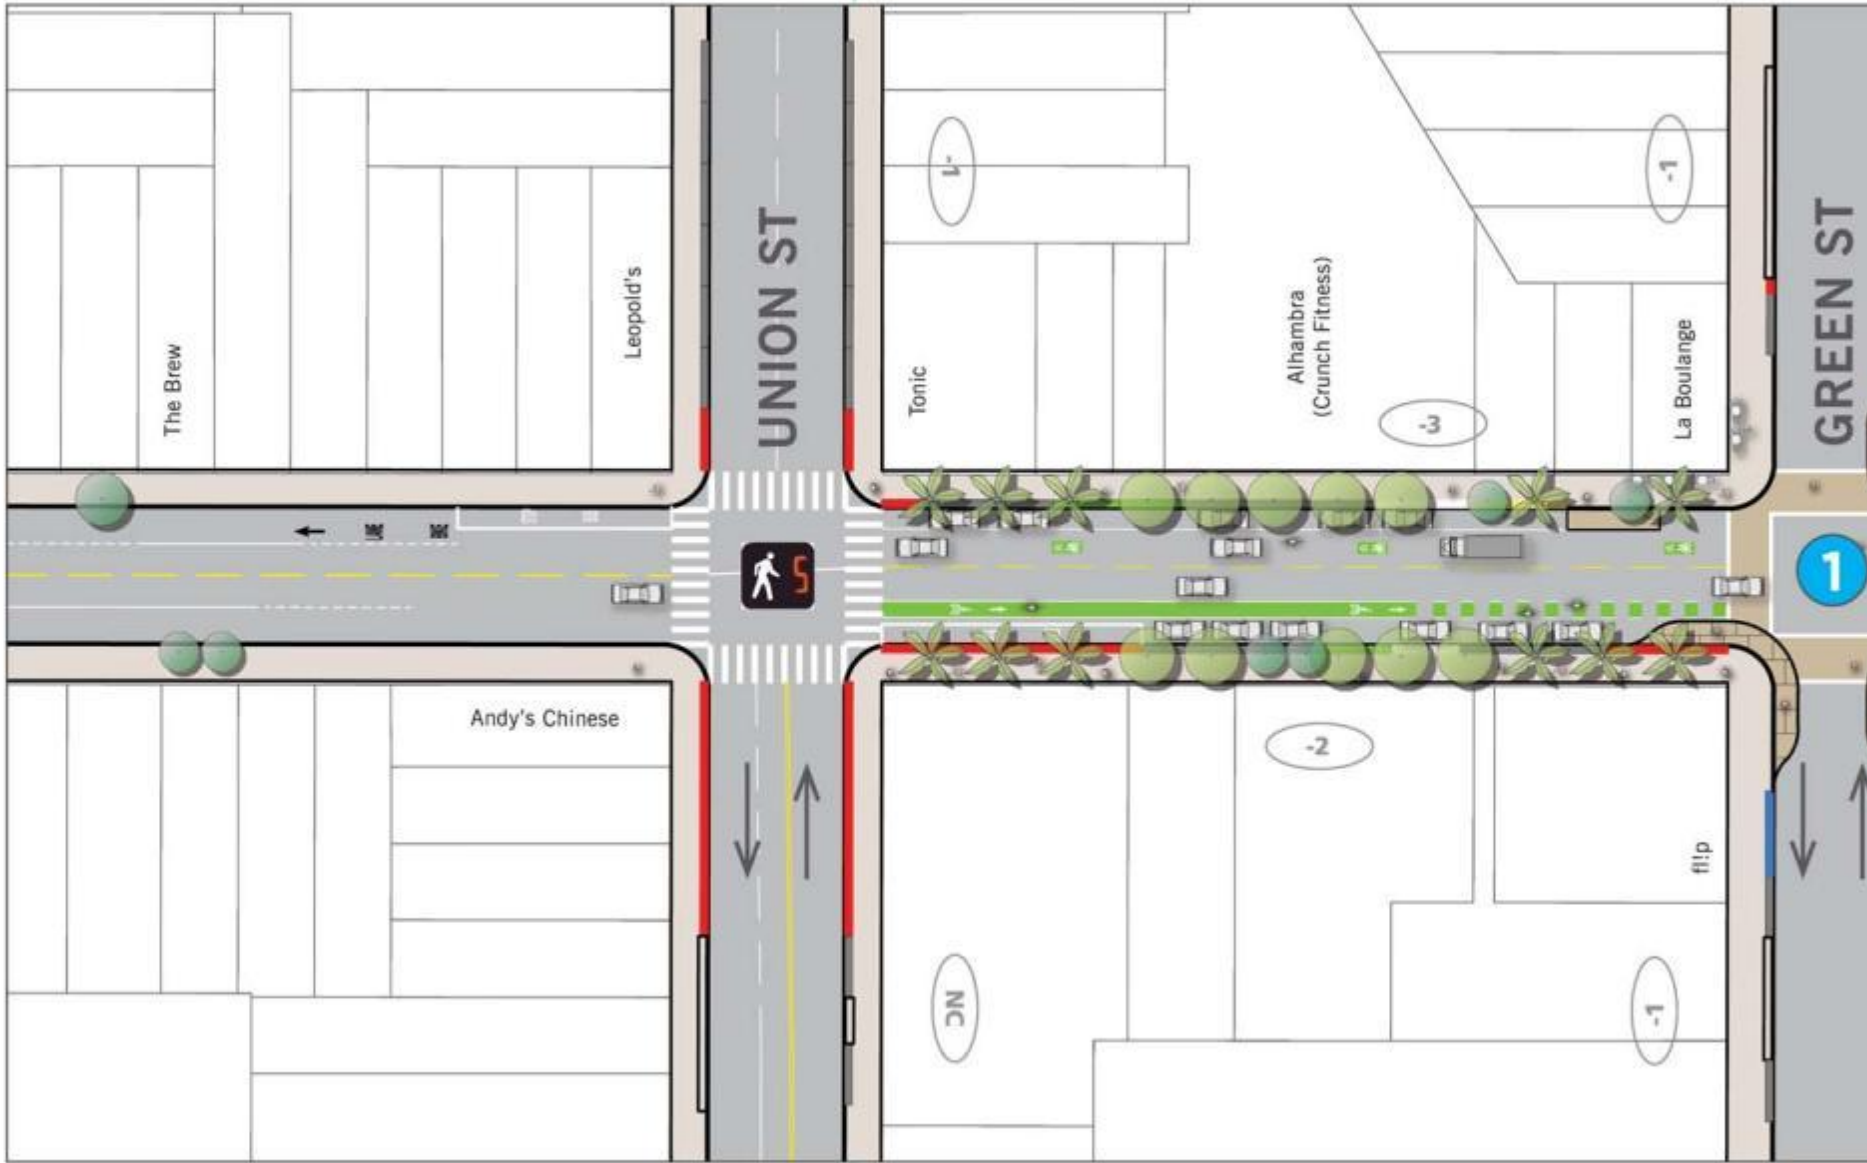 UNION ST
GREEN ST
The Brew
Leopold's
Tonic
Alhambra
(Crunch Fitness)
La Boulange
-1
-1
-3
5
1
Andy's Chinese
-2
fl!p
NC
-1